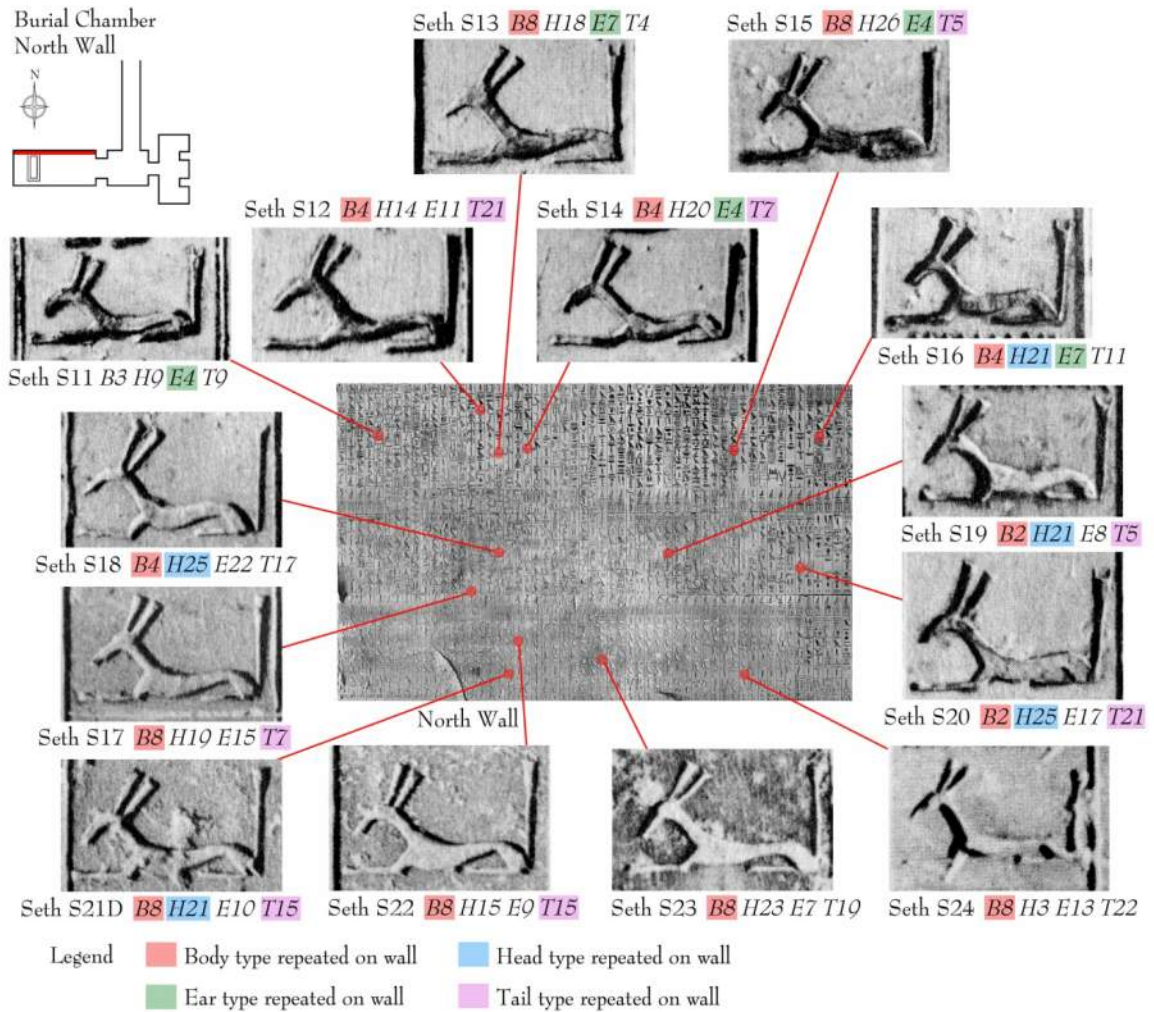 Burial Chamber
North Wall
N
Seth S13 B8 H18 E7 T4
Seth S15 B8 H26 E4 T5
Seth S12 B4 H14 E11 T21
Seth S14 B4 H20 E4 T7
Seth S11 B3 H9 E4 T9
Seth S16 B4 H21 E7 T11
Seth S18 B4 H25 E22 T17
Seth S19 B2 H21 E8 T5
Seth S17 B8 H19 E15 T7
North Wall
Seth S20 B2 H25 E17 T21
Seth S21D B8 H21 E10 T15
Seth S22 B8 H15 E9 T15
Seth S23 B8 H23 E7 T19
Seth S24 B8 H3 E13 T22
Legend
Body type repeated on wall
Head type repeated on wall
Ear type repeated on wall
Tail type repeated on wall